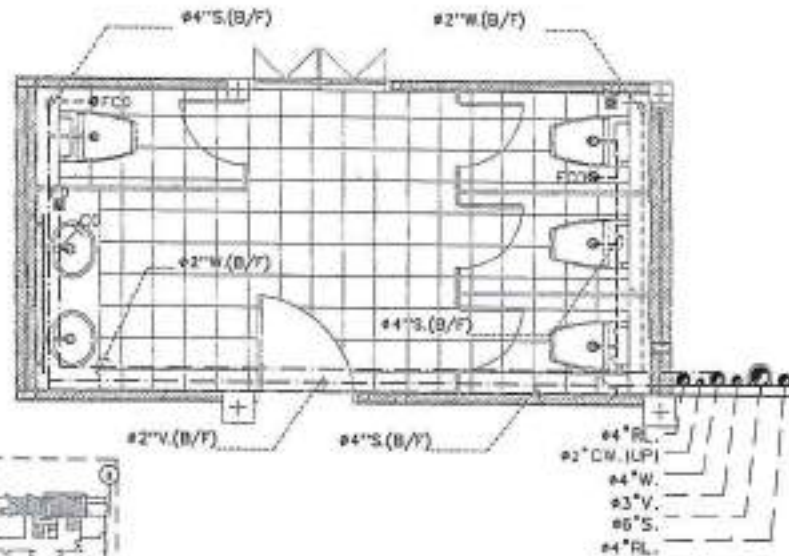 ø4"S.(B/F)
ø2"W.(B/F)
FCO
FCO
CO
ø2"W.(B/F)
ø4"S.(B/F)
ø2"V.(B/F)
ø4"S.(B/F)
ø4"RL.
ø2"CW.(UP)
ø4"W.
ø3"V.
ø6"S.
ø4"RL.